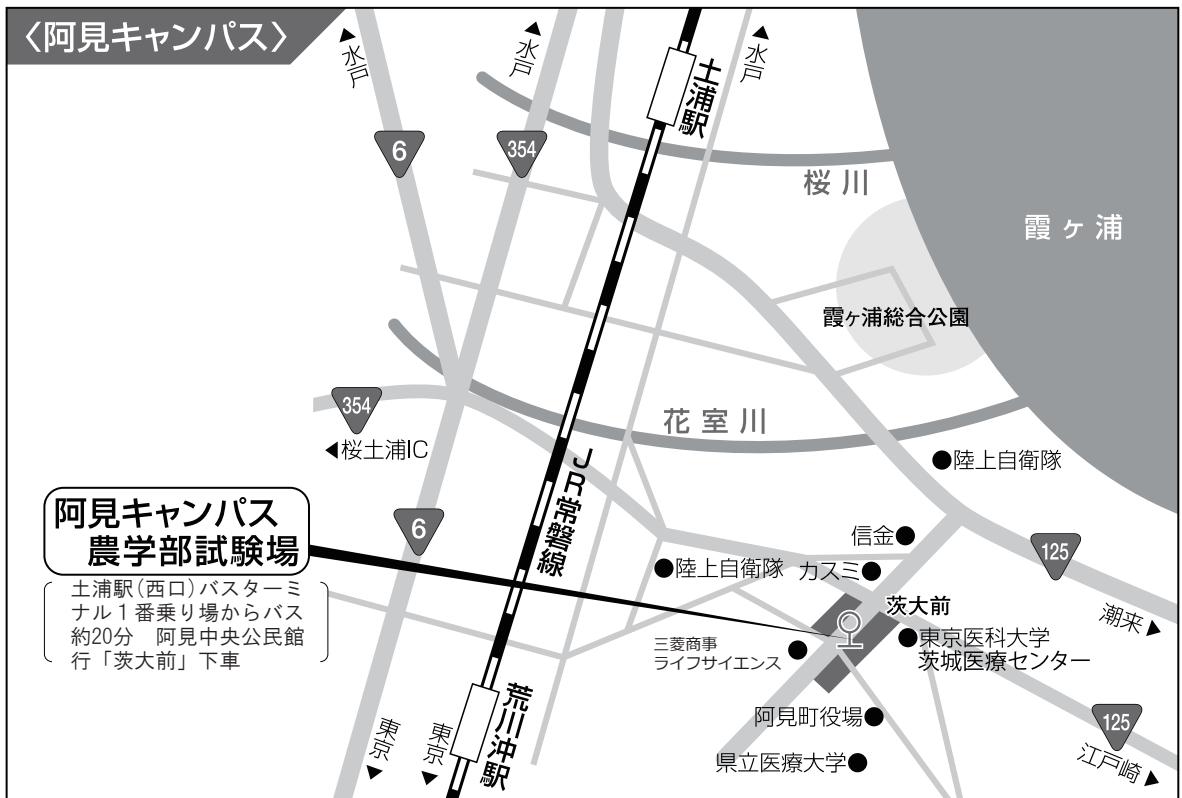 〈阿見キャンパス〉
▲水戸
▲水戸
▲水戸
土浦駅
6
354
桜川
霞ヶ浦
霞ヶ浦総合公園
354
◀桜土浦IC
花室川
●陸上自衛隊
JR常磐線
阿見キャンパス
農学部試験場
土浦駅(西口)バスターミ
ナル1番乗り場からバス
約20分 阿見中央公民館
行「茨大前」下車
6
信金●
●陸上自衛隊
カスミ●
125
茨大前
潮来▶
三菱商事
ライフサイエンス●
●東京医科大学
茨城医療センター
荒川沖駅
阿見町役場●
125
東京▼
東京▼
県立医療大学●
江戸崎▶